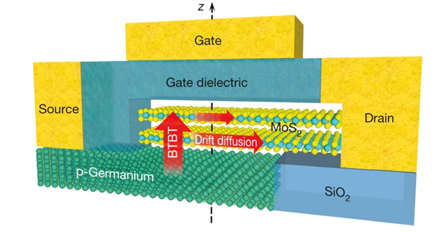 z
Gate
Gate dielectric
Source
Drain
MoS₂
Drift diffusion
BTBT
p-Germanium
SiO₂